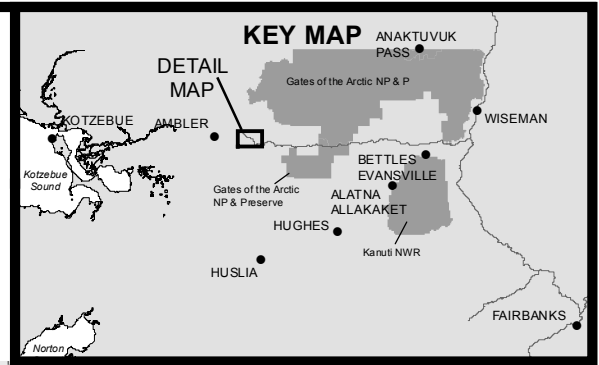 KEY MAP
ANAKTUVUK
PASS
DETAIL
MAP
Gates of the Arctic NP & P
KOTZEBUE
AMBLER
WISEMAN
Kotzebue
Sound
BETTLES
EVANSVILLE
Gates of the Arctic
NP & Preserve
ALATNA
ALLAKAKET
HUGHES
Kanuti NWR
HUSLIA
FAIRBANKS
Norton